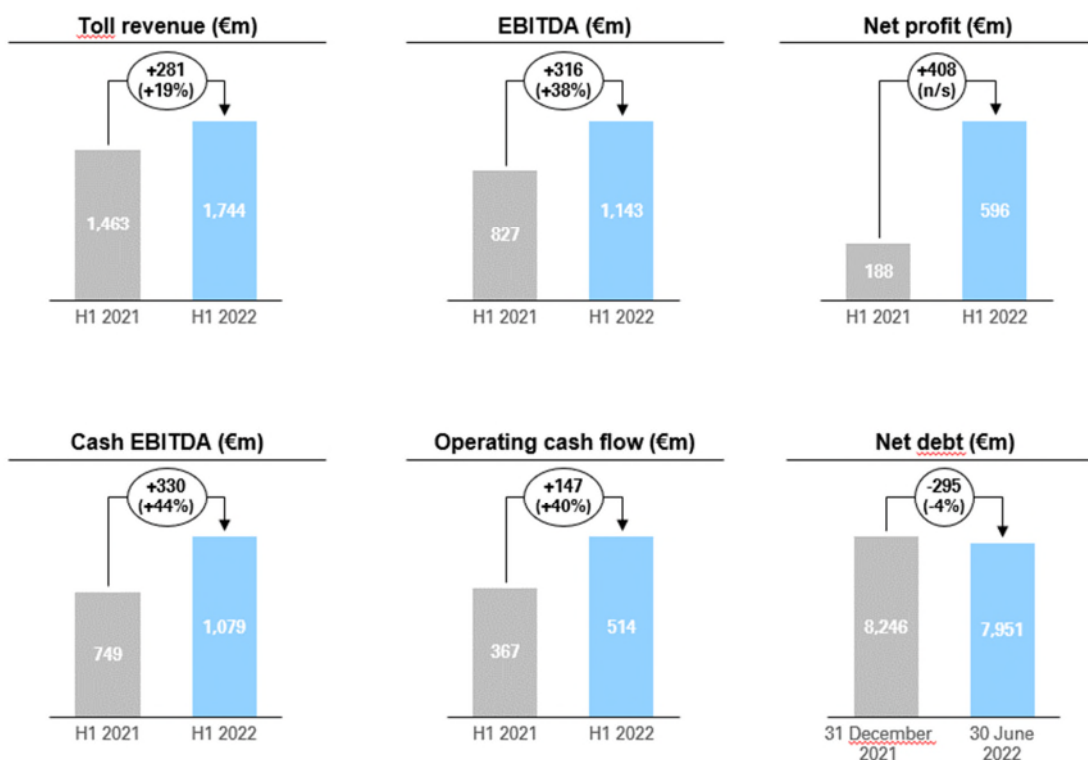 Toll revenue (€m)
+281
(+19%)
1,463
1,744
H1 2021
H1 2022
EBITDA (€m)
+316
(+38%)
827
1,143
H1 2021
H1 2022
Net profit (€m)
+408
(n/s)
188
596
H1 2021
H1 2022
Cash EBITDA (€m)
+330
(+44%)
749
1,079
H1 2021
H1 2022
Operating cash flow (€m)
+147
(+40%)
367
514
H1 2021
H1 2022
Net debt (€m)
-295
(-4%)
8,246
7,951
31 December
2021
30 June
2022